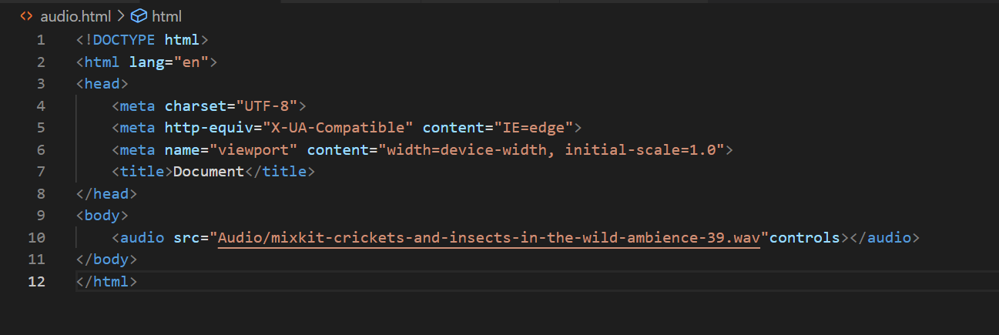 audio.html > html
1 <!DOCTYPE html>
2 <html lang="en">
3 <head>
4     <meta charset="UTF-8">
5     <meta http-equiv="X-UA-Compatible" content="IE=edge">
6     <meta name="viewport" content="width=device-width, initial-scale=1.0">
7     <title>Document</title>
8 </head>
9 <body>
10     <audio src="Audio/mixkit-crickets-and-insects-in-the-wild-ambience-39.wav"controls></audio>
11 </body>
12 </html>